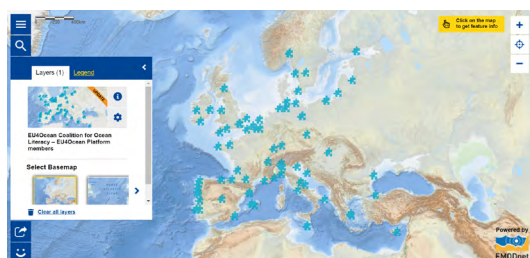 Click on the map
to get feature info
Layers (1)
Legend
UPDATE
EU4Ocean Coalition for Ocean
Literacy – EU4Ocean Platform
members
Select Basemap
Clear all layers
Powered by
EMODnet